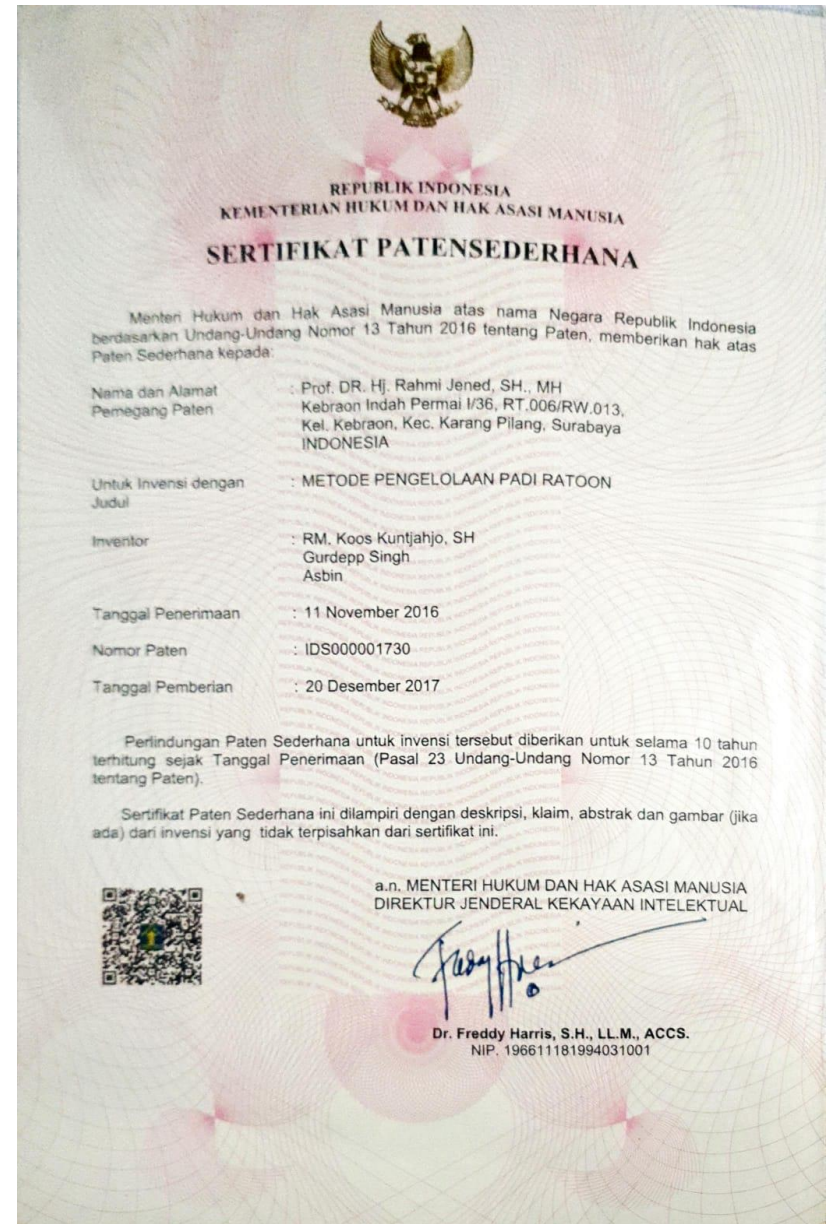 REPUBLIK INDONESIA
KEMENTERIAN HUKUM DAN HAK ASASI MANUSIA
SERTIFIKAT PATENSEDERHANA
Menteri Hukum dan Hak Asasi Manusia atas nama Negara Republik Indonesia
berdasarkan Undang-Undang Nomor 13 Tahun 2016 tentang Paten, memberikan hak atas
Paten Sederhana kepada:
Nama dan Alamat : Prof. DR. Hj. Rahmi Jened, SH., MH
Pemegang Paten Kebraon Indah Permai I/36, RT.006/RW.013,
Kel. Kebraon, Kec. Karang Pilang, Surabaya
INDONESIA
Untuk Invensi dengan : METODE PENGELOLAAN PADI RATOON
Judul
Inventor : RM. Koos Kuntjahjo, SH
Gurdepp Singh
Asbin
Tanggal Penerimaan : 11 November 2016
Nomor Paten : IDS000001730
Tanggal Pemberian : 20 Desember 2017
Perlindungan Paten Sederhana untuk invensi tersebut diberikan untuk selama 10 tahun
terhitung sejak Tanggal Penerimaan (Pasal 23 Undang-Undang Nomor 13 Tahun 2016
tentang Paten).
Sertifikat Paten Sederhana ini dilampiri dengan deskripsi, klaim, abstrak dan gambar (jika
ada) dari invensi yang tidak terpisahkan dari sertifikat ini.
a.n. MENTERI HUKUM DAN HAK ASASI MANUSIA
DIREKTUR JENDERAL KEKAYAAN INTELEKTUAL
Dr. Freddy Harris, S.H., LL.M., ACCS.
NIP. 196611181994031001